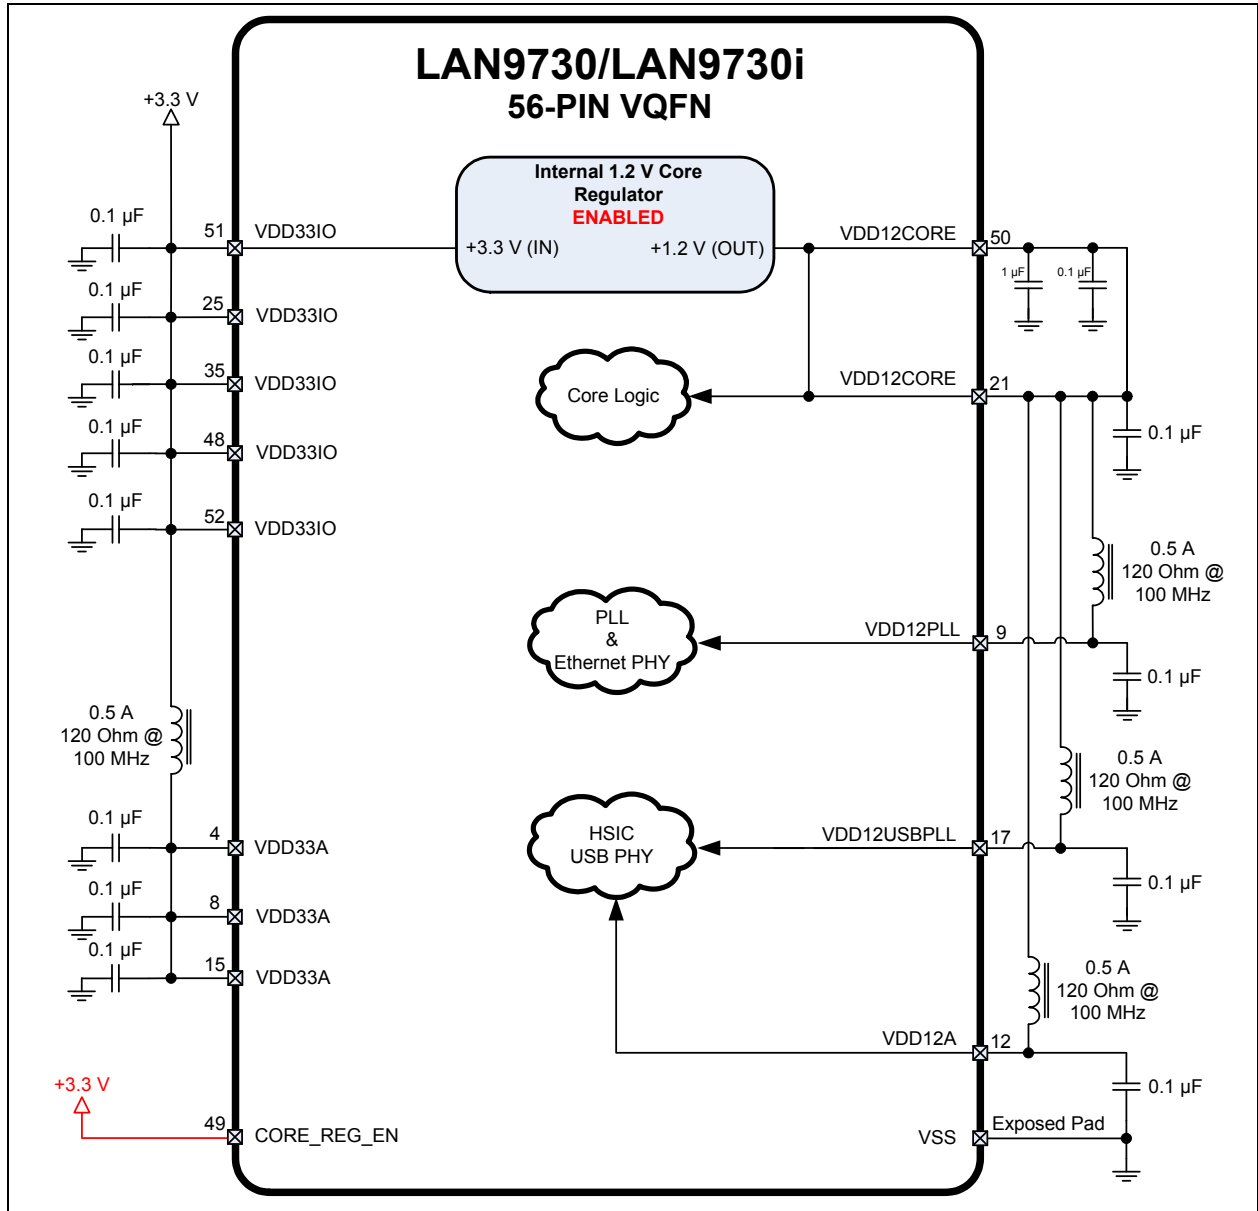 LAN9730/LAN9730i
56-PIN VQFN
+3.3 V
Internal 1.2 V Core
Regulator
ENABLED
+3.3 V (IN)
+1.2 V (OUT)
0.1 µF
51
VDD33IO
VDD12CORE
50
1 µF
0.1 µF
0.1 µF
25
VDD33IO
0.1 µF
35
VDD33IO
Core Logic
VDD12CORE
21
0.1 µF
0.1 µF
48
VDD33IO
0.1 µF
52
VDD33IO
0.5 A
120 Ohm @
100 MHz
PLL
&
Ethernet PHY
VDD12PLL
9
0.1 µF
0.5 A
120 Ohm @
100 MHz
0.5 A
120 Ohm @
100 MHz
0.1 µF
4
VDD33A
HSIC
USB PHY
VDD12USBPLL
17
0.1 µF
0.1 µF
8
VDD33A
0.1 µF
15
VDD33A
0.5 A
120 Ohm @
100 MHz
VDD12A
12
0.1 µF
+3.3 V
49
CORE_REG_EN
VSS
Exposed Pad